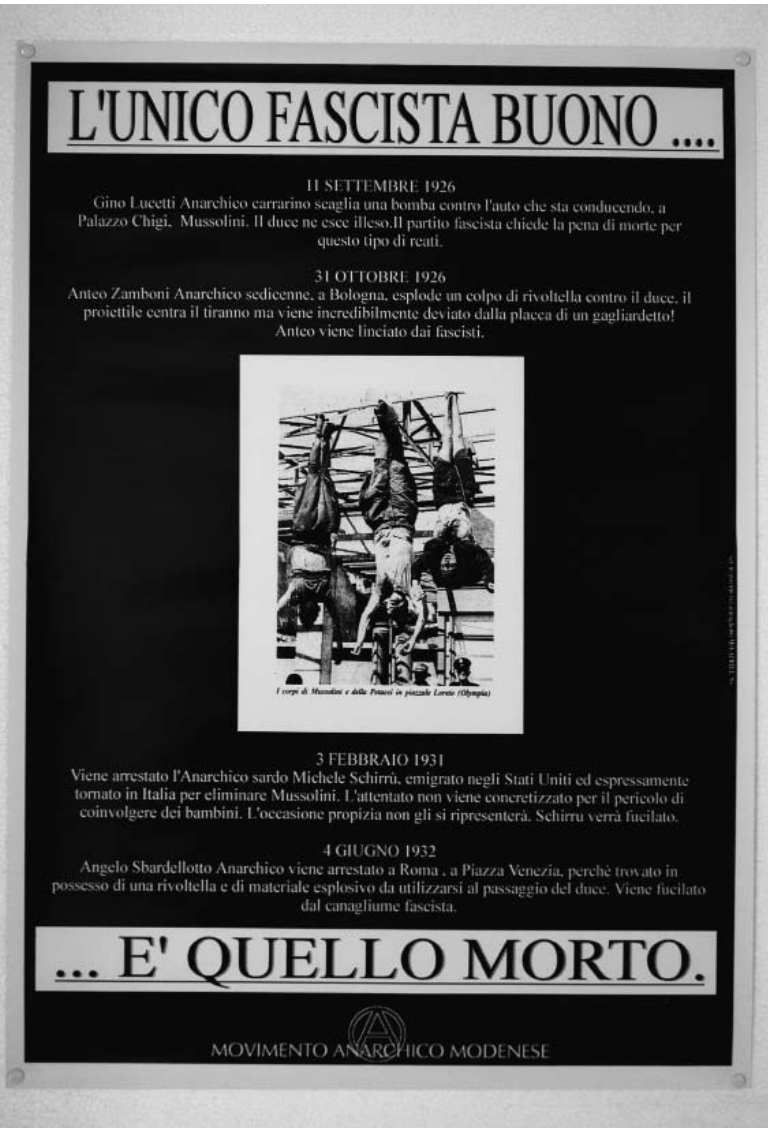 L'UNICO FASCISTA BUONO ....
11 SETTEMBRE 1926
Gino Lucetti Anarchico carrarino scaglia una bomba contro l'auto che sta conducendo, a
Palazzo Chigi, Mussolini. Il duce ne esce illeso.Il partito fascista chiede la pena di morte per
questo tipo di reati.
31 OTTOBRE 1926
Anteo Zamboni Anarchico sedicenne, a Bologna, esplode un colpo di rivoltella contro il duce, il
proiettile centra il tiranno ma viene incredibilmente deviato dalla placca di un gagliardetto!
Anteo viene linciato dai fascisti.
I corpi di Mussolini e della Petacci in piazzale Loreto (Olympia)
3 FEBBRAIO 1931
Viene arrestato l'Anarchico sardo Michele Schirrù, emigrato negli Stati Uniti ed espressamente
tornato in Italia per eliminare Mussolini. L'attentato non viene concretizzato per il pericolo di
coinvolgere dei bambini. L'occasione propizia non gli si ripresenterà. Schirru verrà fucilato.
4 GIUGNO 1932
Angelo Sbardellotto Anarchico viene arrestato a Roma , a Piazza Venezia, perchè trovato in
possesso di una rivoltella e di materiale esplosivo da utilizzarsi al passaggio del duce. Viene fucilato
dal canagliume fascista.
... E' QUELLO MORTO.
MOVIMENTO ANARCHICO MODENESE